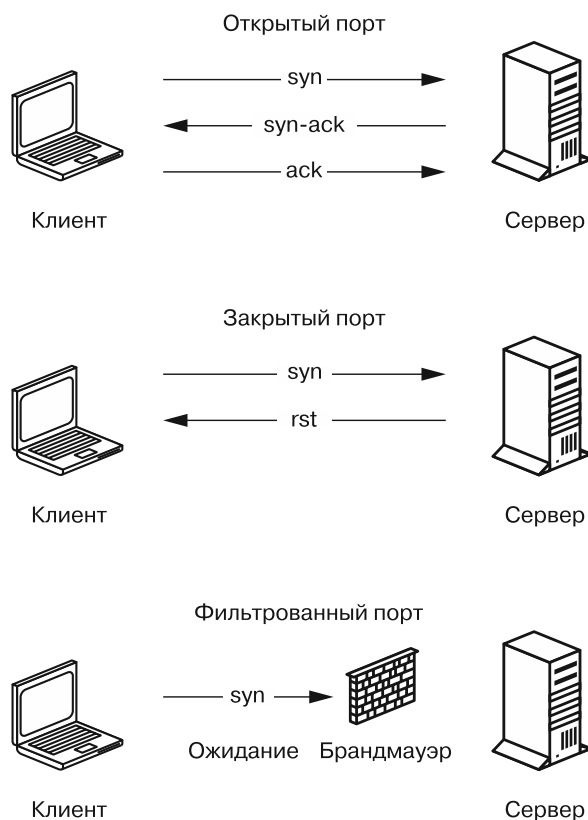 Открытый порт
syn
syn-ack
ack
Клиент
Сервер
Закрытый порт
syn
rst
Клиент
Сервер
Фильтрованный порт
syn
Ожидание
Брандмауэр
Клиент
Сервер